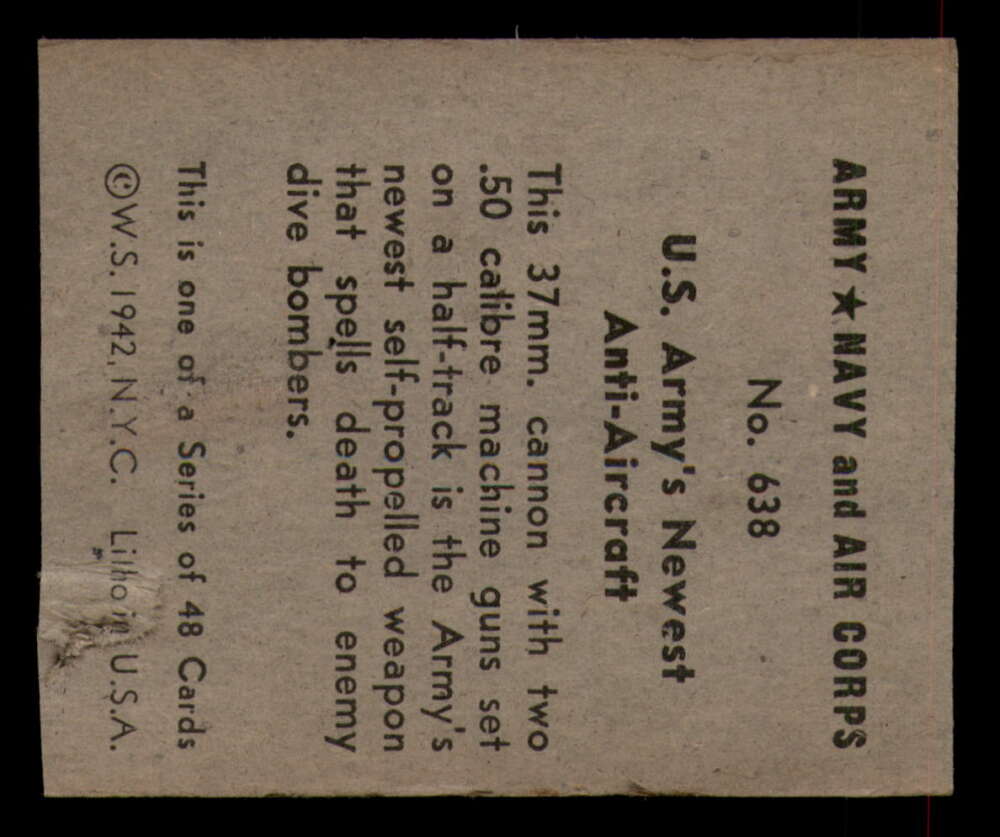 ARMY ★ NAVY and AIR CORPS
No. 638
U.S. Army's Newest
Anti-Aircraft
This 37mm. cannon with two
.50 calibre machine guns set
on a half-track is the Army's
newest self-propelled weapon
that spells death to enemy
dive bombers.
This is one of a Series of 48 Cards
©W.S. 1942, N.Y.C. Litho in U.S.A.